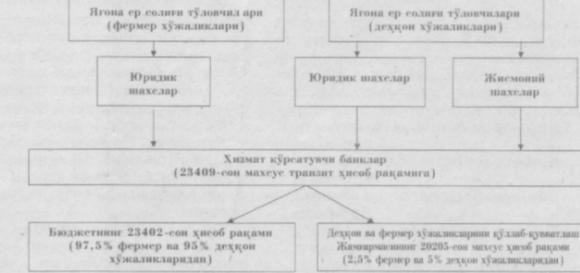 Ягона ер солиғи тўловчил ари
(фермер хўжаликлари)
Ягона ер солиғи тўловчилари
(деҳқон хўжаликлари)
Юридик
шахслар
Юридик шахслар
Жисмоний
шахслар
Хизмат кўрсатувчи банклар
(23409-сон махсус транзит ҳисоб рақамига)
Бюджетнинг 23402-сон ҳисоб рақами
(97,5% фермер ва 95% деҳқон
хўжаликларидан)
Деҳқон ва фермер хўжаликларини қўллаб-қувватлаш
Жамғармасининг 20205-сон махсус ҳисоб рақами
(2,5% фермер ва 5% деҳқон хўжаликларидан)